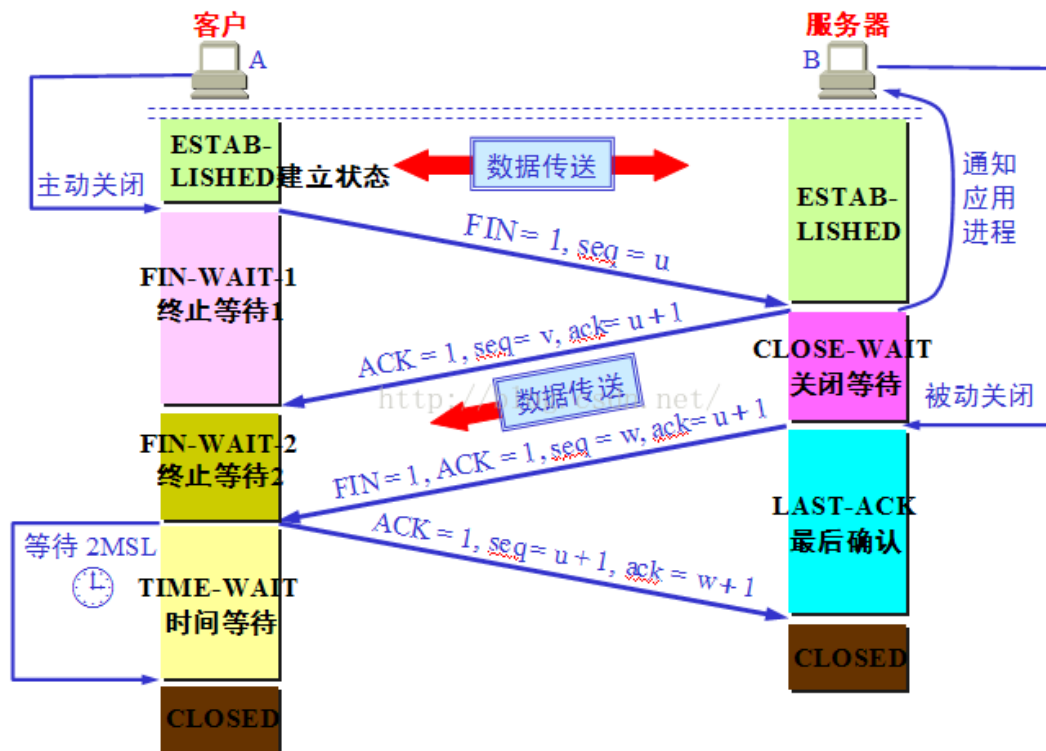 客户
服务器
A
B
ESTAB-
LISHED建立状态
数据传送
主动关闭
ESTAB-
LISHED
通知
应用
进程
FIN = 1, seq = u
FIN-WAIT-1
终止等待1
ACK = 1, seq= v, ack= u + 1
CLOSE-WAIT
关闭等待
数据传送
被动关闭
FIN-WAIT-2
终止等待2
FIN = 1, ACK = 1, seq = w, ack= u + 1
LAST-ACK
最后确认
ACK = 1, seq= u + 1, ack = w + 1
等待 2MSL
TIME-WAIT
时间等待
CLOSED
CLOSED